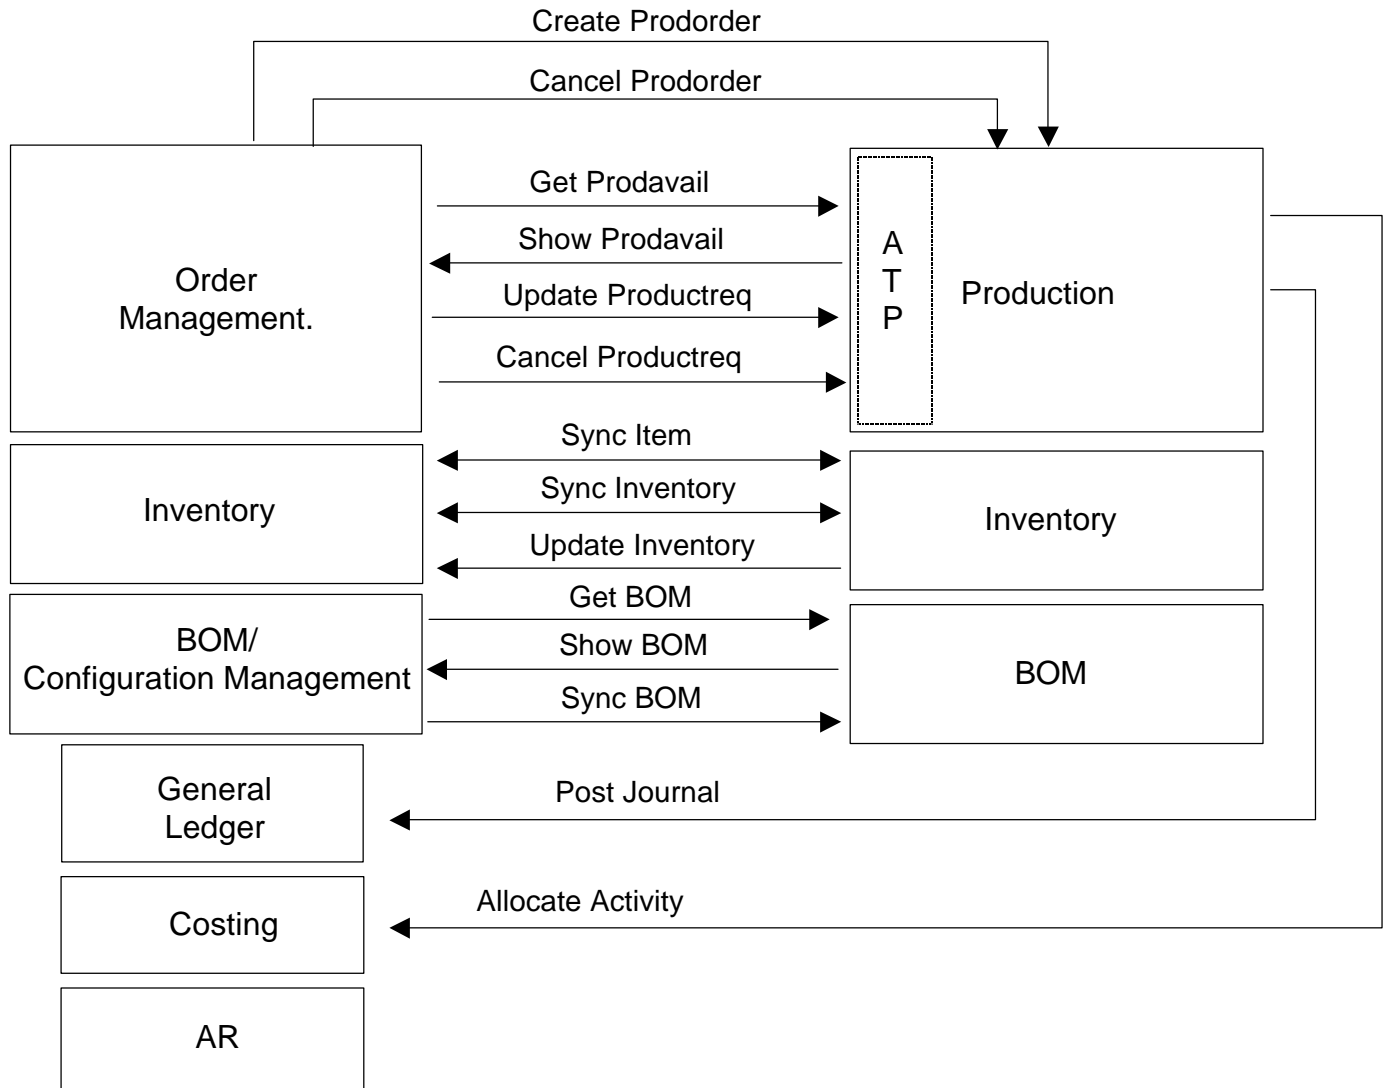 Create Prodorder
Cancel Prodorder
Get Prodavail
Show Prodavail
Update Productreq
Cancel Productreq
Order
Management.
A
T
P
Production
Sync Item
Sync Inventory
Update Inventory
Inventory
Inventory
Get BOM
Show BOM
Sync BOM
BOM/
Configuration Management
BOM
General
Ledger
Post Journal
Costing
Allocate Activity
AR